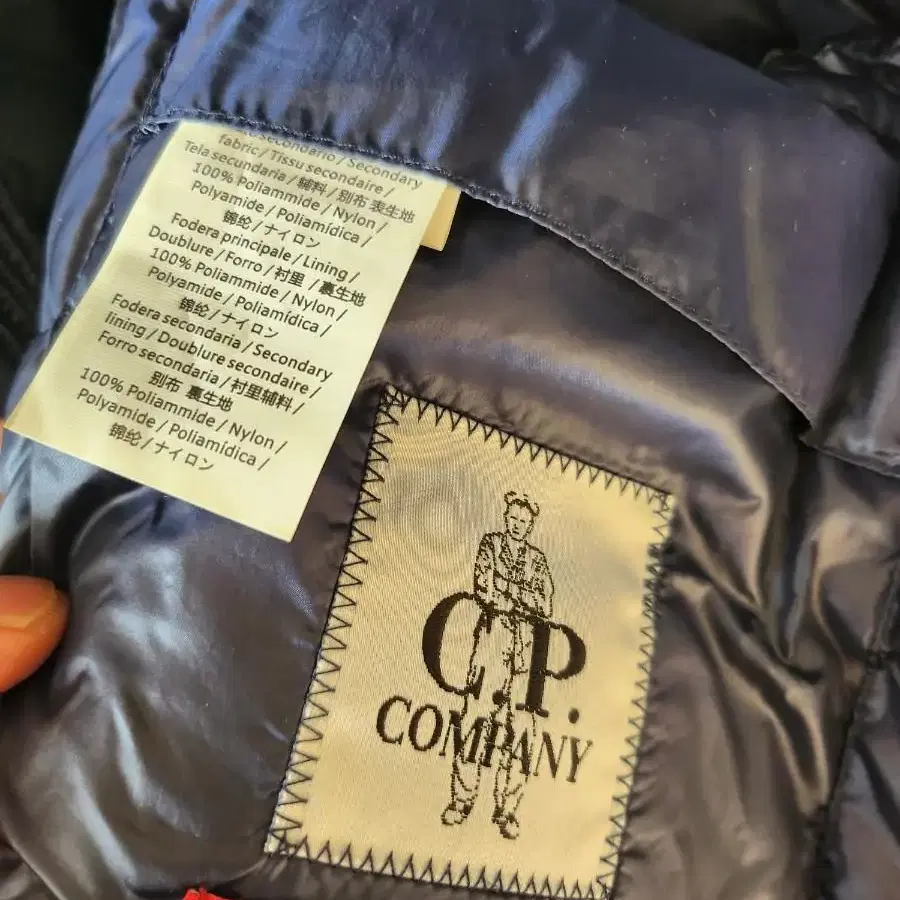 secondario / Secondary
fabric / Tissu secondaire /
Tela secundaria / 辅料 / 別布 表生地
100% Poliammide / Nylon /
Polyamide / Poliamídica /
锦纶 / ナイロン
Fodera principale / Lining /
Doublure / Forro / 衬里 / 裏生地
100% Poliammide / Nylon /
Polyamide / Poliamídica /
锦纶 / ナイロン
Fodera secondaria / Secondary
lining / Doublure secondaire /
Forro secondaria / 衬里辅料 /
別布 裏生地
100% Poliammide / Nylon /
Polyamide / Poliamídica /
锦纶 / ナイロン
C.P.
COMPANY